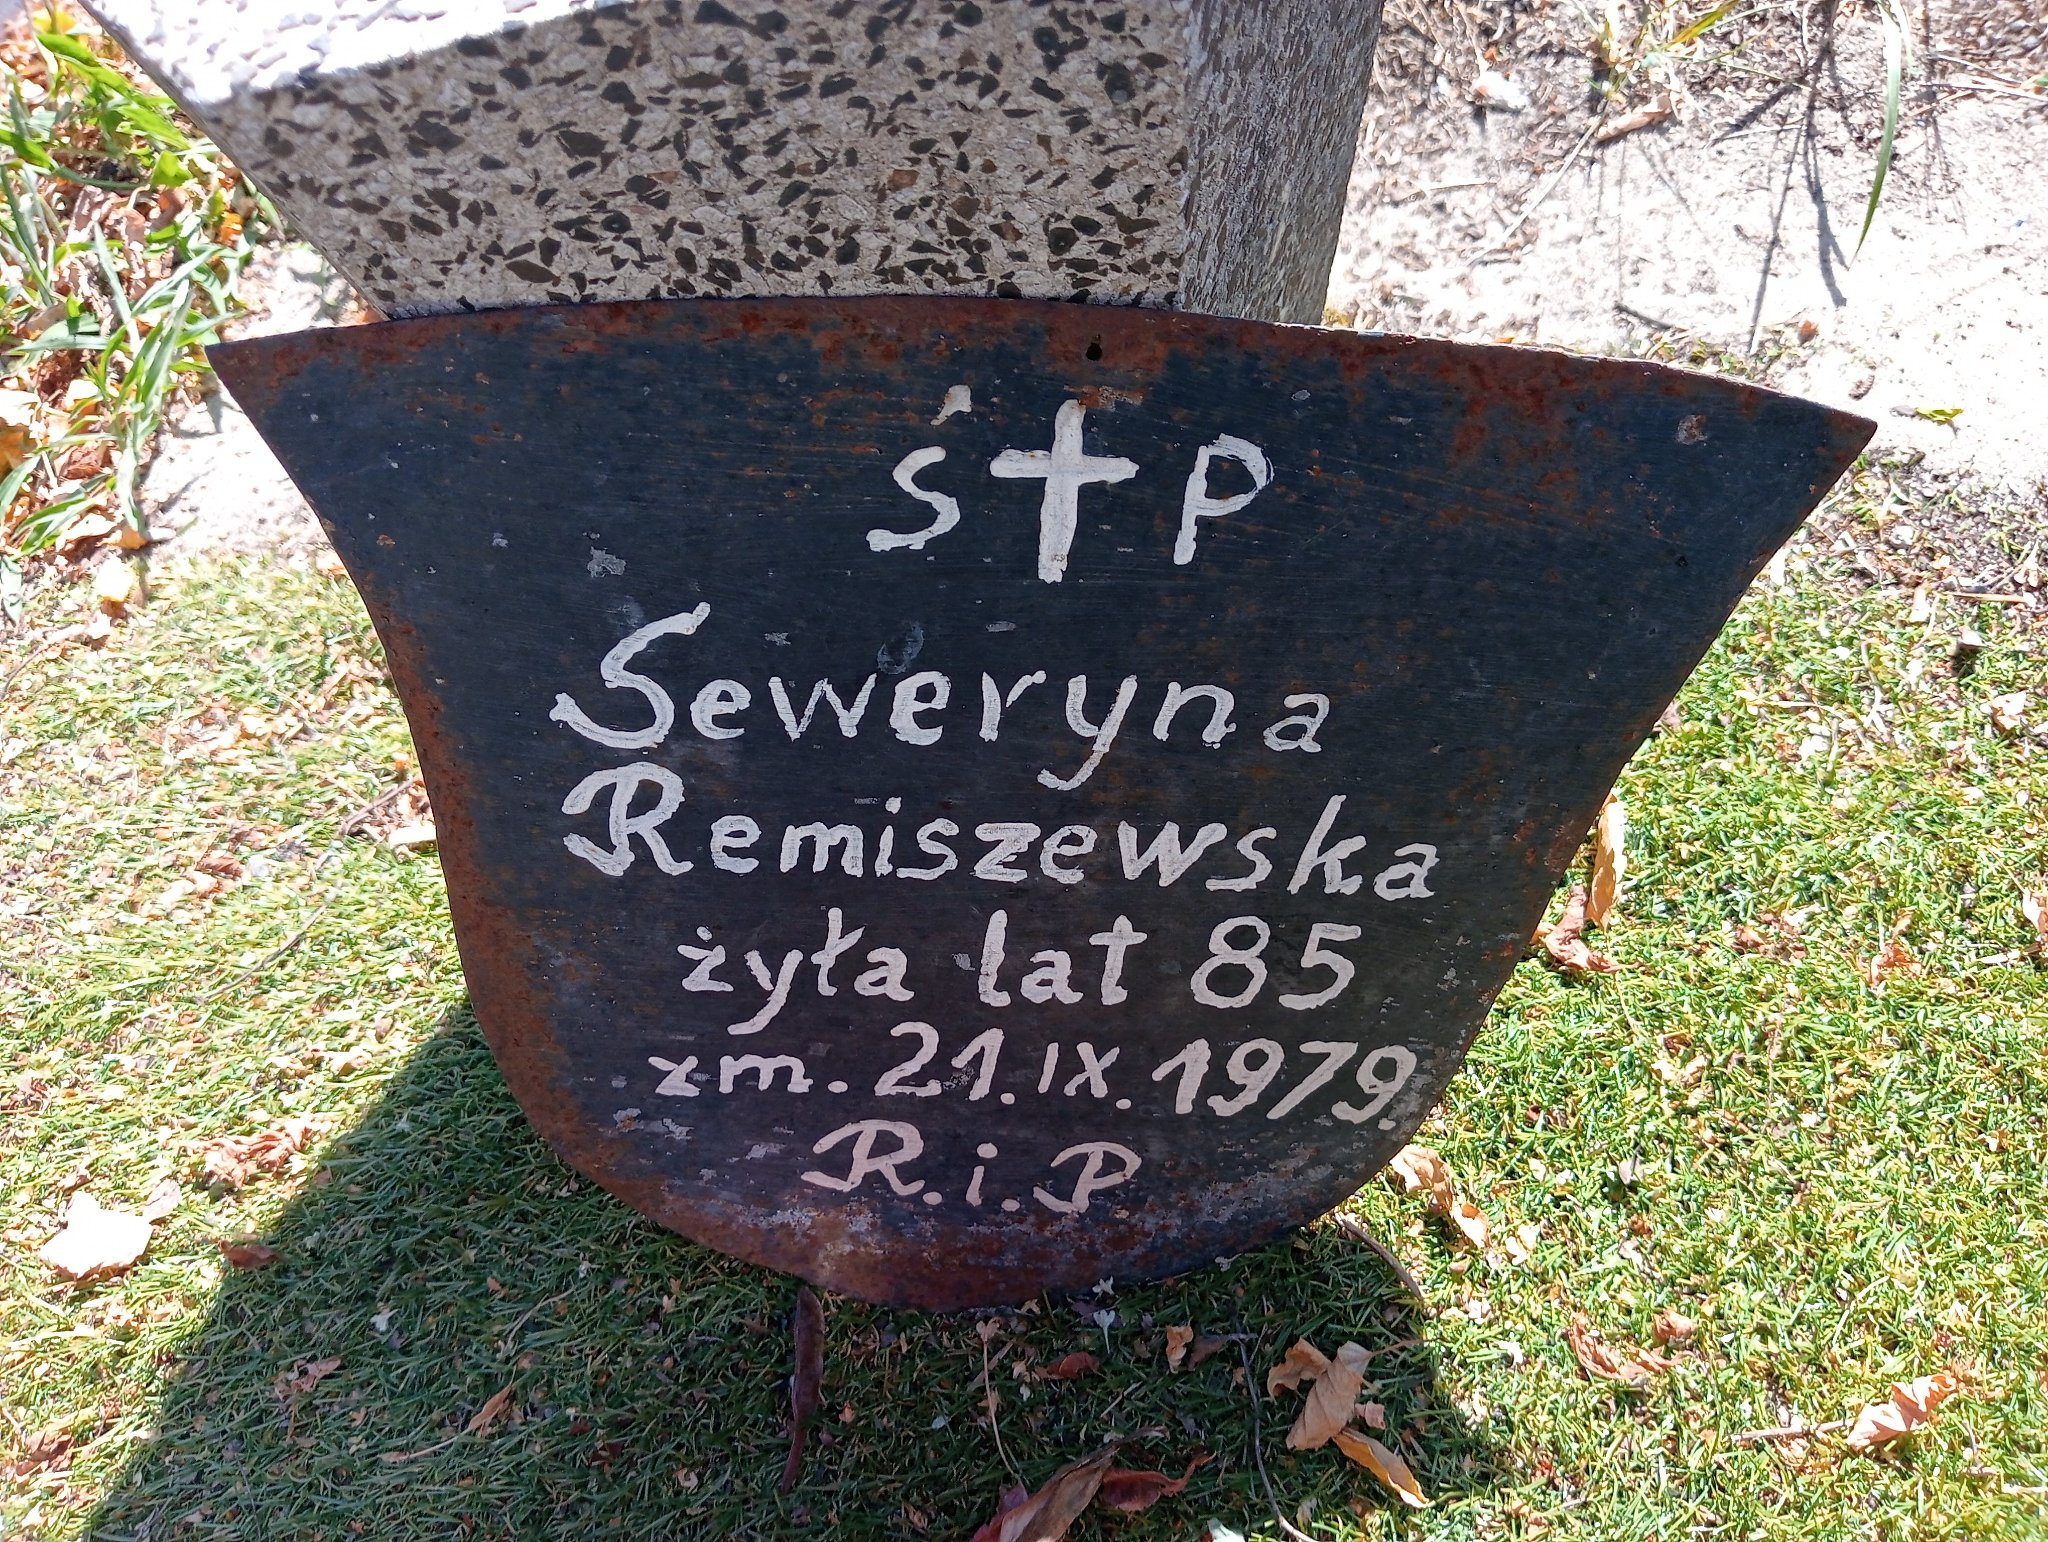 Ś†P
Seweryna
Remiszewska
żyła lat 85
zm. 21.IX.1979.
R.i.P